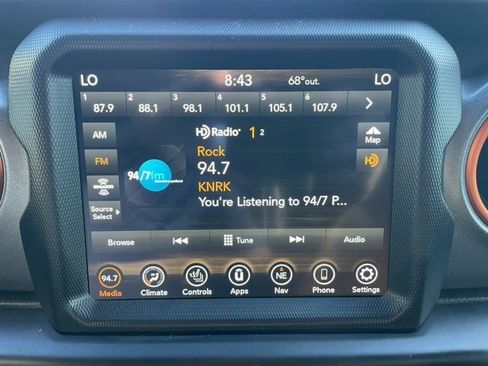 LO 8:43 68°out. LO
1 87.9 2 88.1 3 98.1 4 101.1 5 105.1 6 107.9
AM HD Radio 1 2 Map
Rock
FM 94.7 HD
94/7fm
KNRK
SiriusXM
You're Listening to 94/7 P...
Source
Select
Browse Tune Audio
94.7 NE
Media Climate Controls Apps Nav Phone Settings